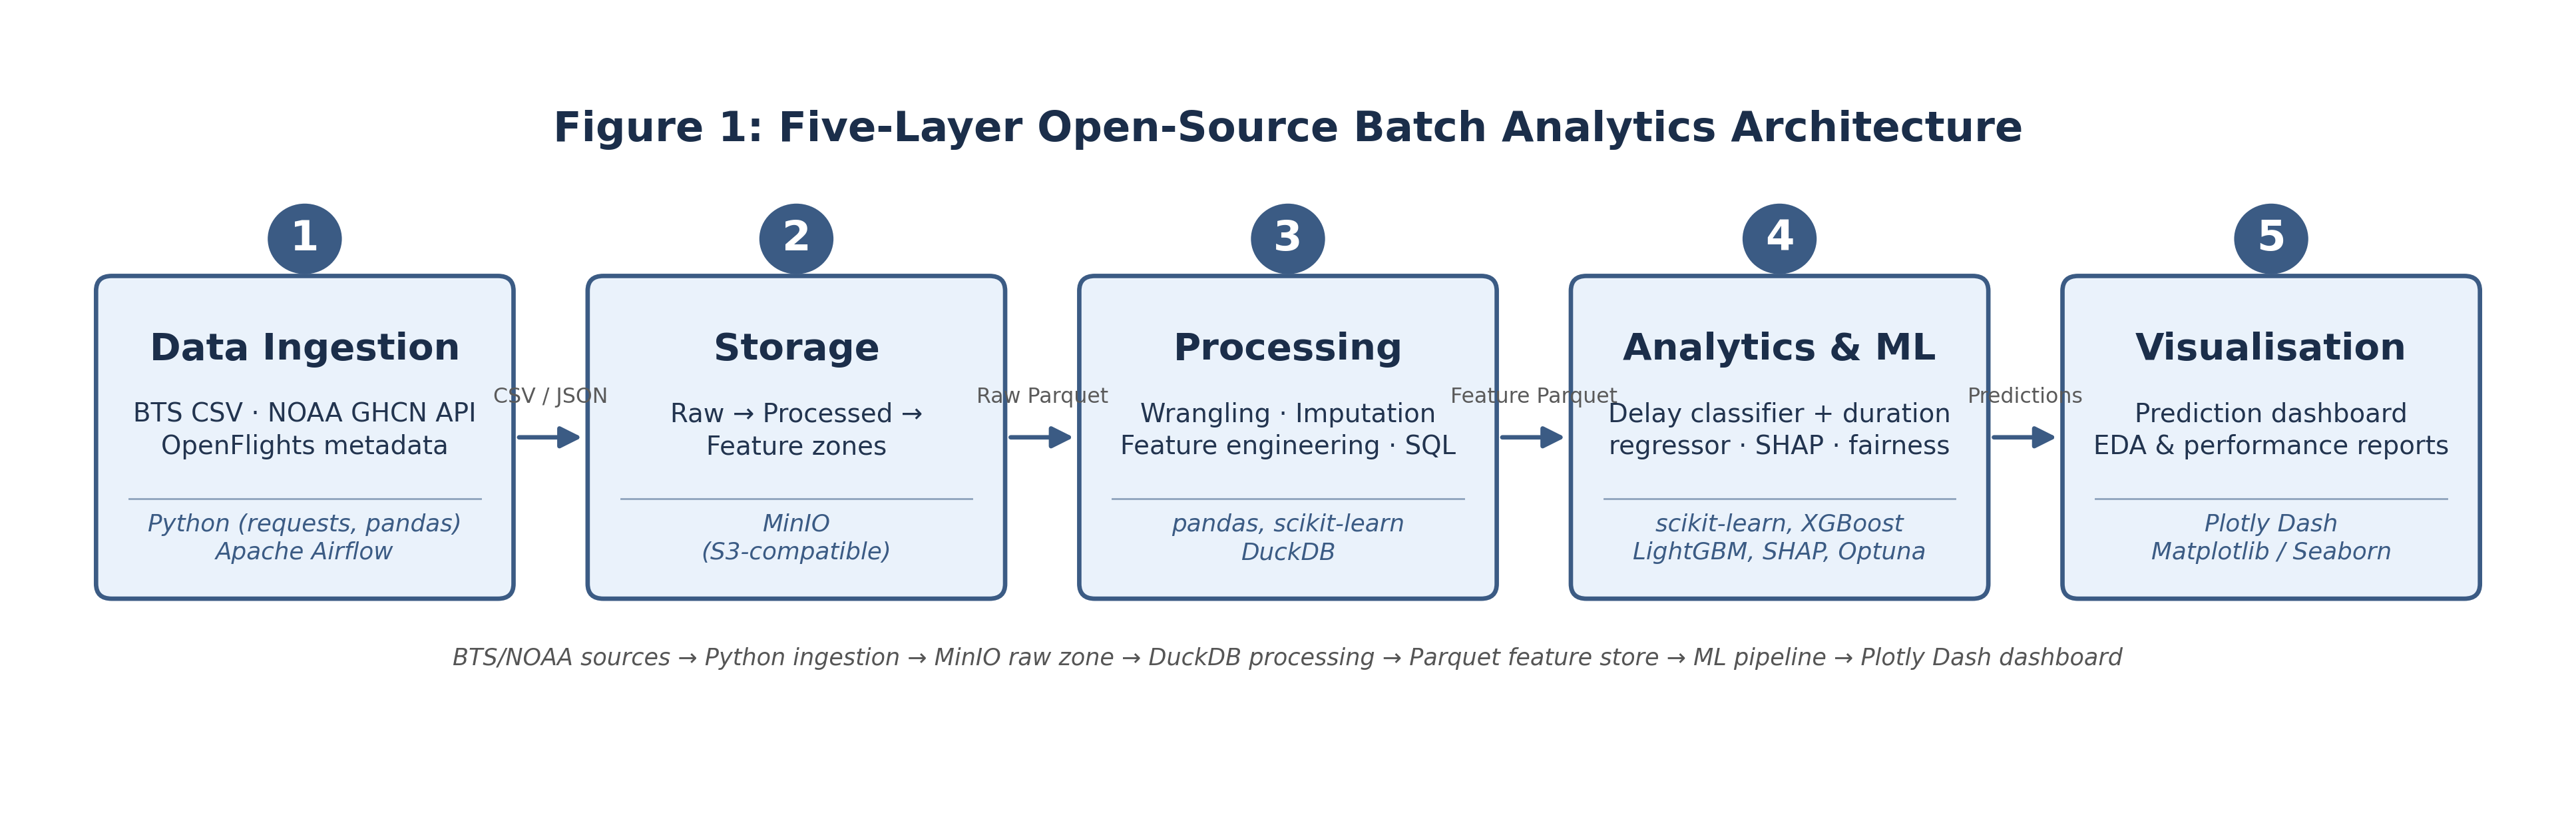 Figure 1: Five-Layer Open-Source Batch Analytics Architecture
1
Data Ingestion
BTS CSV · NOAA GHCN API
OpenFlights metadata
Python (requests, pandas)
Apache Airflow
CSV / JSON
2
Storage
Raw → Processed →
Feature zones
MinIO
(S3-compatible)
Raw Parquet
3
Processing
Wrangling · Imputation
Feature engineering · SQL
pandas, scikit-learn
DuckDB
Feature Parquet
4
Analytics & ML
Delay classifier + duration
regressor · SHAP · fairness
scikit-learn, XGBoost
LightGBM, SHAP, Optuna
Predictions
5
Visualisation
Prediction dashboard
EDA & performance reports
Plotly Dash
Matplotlib / Seaborn
BTS/NOAA sources → Python ingestion → MinIO raw zone → DuckDB processing → Parquet feature store → ML pipeline → Plotly Dash dashboard